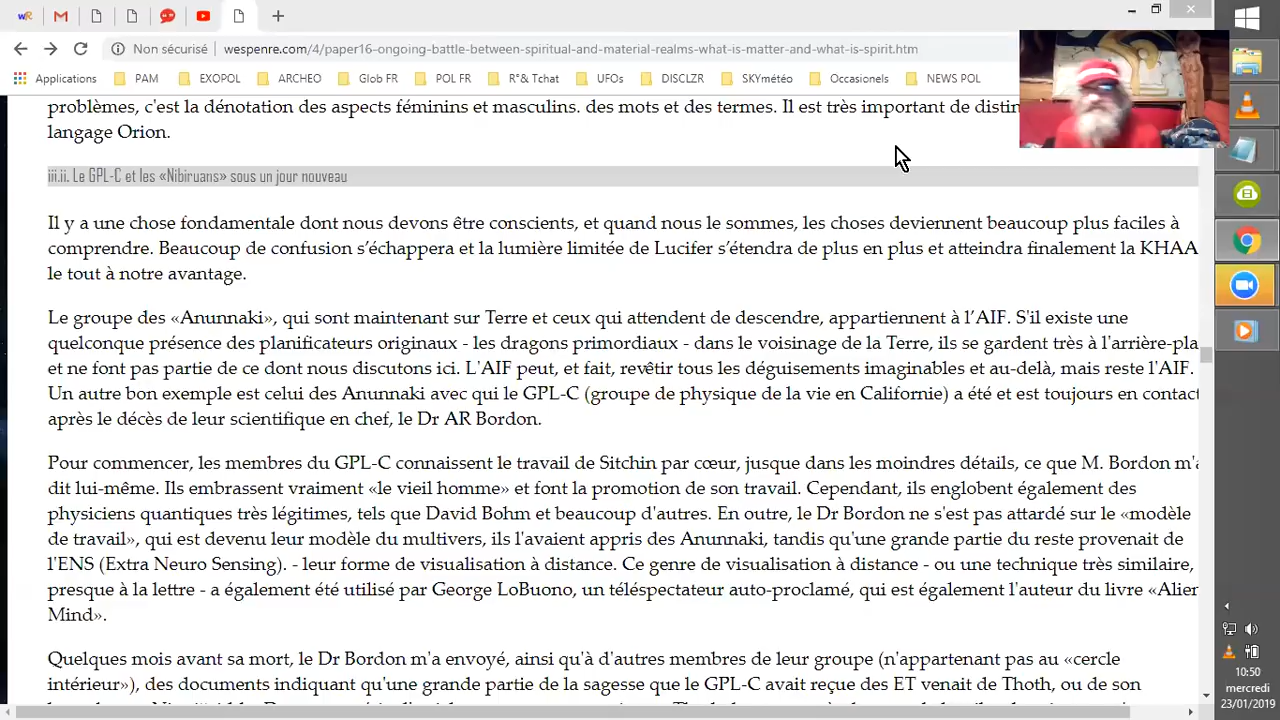 Non sécurisé
wespenre.com/4/paper16-ongoing-battle-between-spiritual-and-material-realms-what-is-matter-and-what-is-spirit.htm
Applications PAM EXOPOL ARCHEO Glob FR POL FR R°& Tchat UFOs DISCLZR SKYmétéo Occasionels NEWS POL
problèmes, c'est la dénotation des aspects féminins et masculins. des mots et des termes. Il est très important de
langage Orion.
iii.ii. Le GPL-C et les «Nibiruans» sous un jour nouveau
Il y a une chose fondamentale dont nous devons être conscients, et quand nous le sommes, les choses deviennent beaucoup plus faciles à
comprendre. Beaucoup de confusion s'échappera et la lumière limitée de Lucifer s'étendra de plus en plus et atteindra finalement la KHAA
le tout à notre avantage.
Le groupe des «Anunnaki», qui sont maintenant sur Terre et ceux qui attendent de descendre, appartiennent à l'AIF. S'il existe une
quelconque présence des planificateurs originaux - les dragons primordiaux - dans le voisinage de la Terre, ils se gardent très à l'arrière-pla
et ne font pas partie de ce dont nous discutons ici. L'AIF peut, et fait, revêtir tous les déguisements imaginables et au-delà, mais reste l'AIF.
Un autre bon exemple est celui des Anunnaki avec qui le GPL-C (groupe de physique de la vie en Californie) a été et est toujours en contact
après le décès de leur scientifique en chef, le Dr AR Bordon.
Pour commencer, les membres du GPL-C connaissent le travail de Sitchin par cœur, jusque dans les moindres détails, ce que M. Bordon m'a
dit lui-même. Ils embrassent vraiment «le vieil homme» et font la promotion de son travail. Cependant, ils englobent également des
physiciens quantiques très légitimes, tels que David Bohm et beaucoup d'autres. En outre, le Dr Bordon ne s'est pas attardé sur le «modèle
de travail», qui est devenu leur modèle du multivers, ils l'avaient appris des Anunnaki, tandis qu'une grande partie du reste provenait de
l'ENS (Extra Neuro Sensing). - leur forme de visualisation à distance. Ce genre de visualisation à distance - ou une technique très similaire,
presque à la lettre - a également été utilisé par George LoBuono, un téléspectateur auto-proclamé, qui est également l'auteur du livre «Alien
Mind».
Quelques mois avant sa mort, le Dr Bordon m'a envoyé, ainsi qu'à d'autres membres de leur groupe (n'appartenant pas au «cercle
intérieur»), des documents indiquant qu'une grande partie de la sagesse que le GPL-C avait reçue des ET venait de Thoth, ou de son
10:50
mercredi
23/01/2019